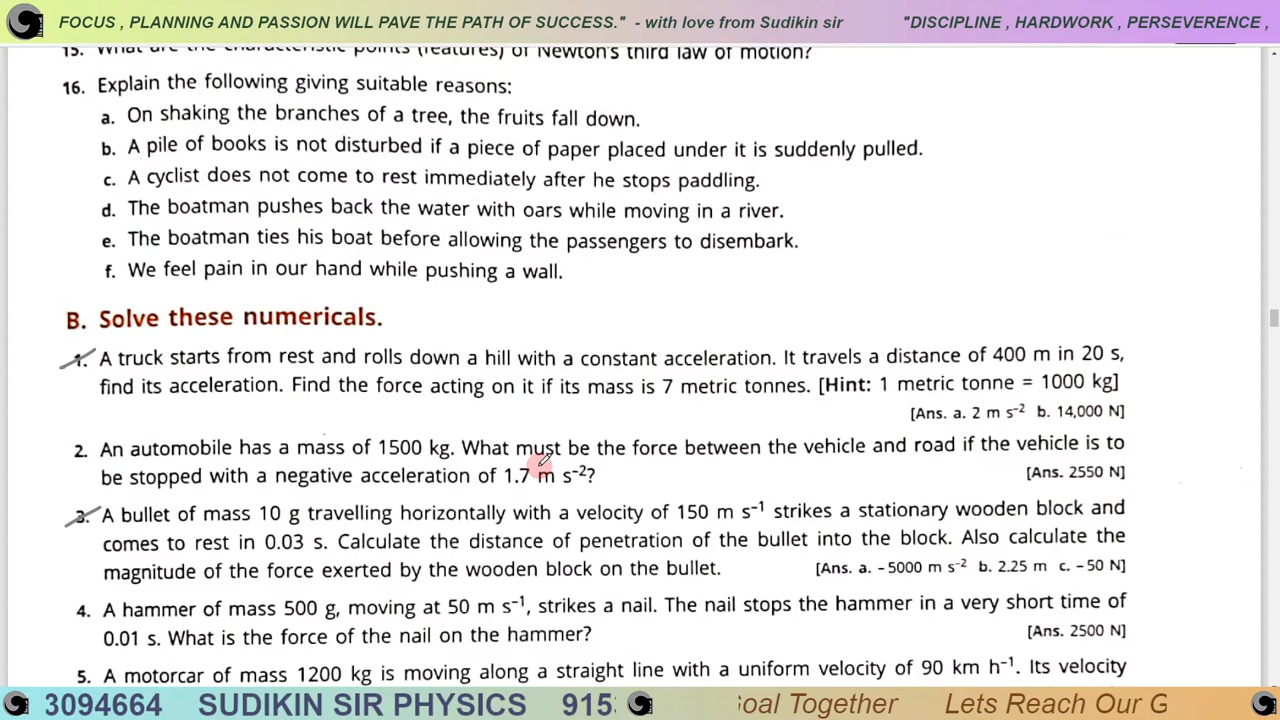 FOCUS , PLANNING AND PASSION WILL PAVE THE PATH OF SUCCESS." - with love from Sudikin sir "DISCIPLINE , HARDWORK , PERSEVERENCE ,
15. What are the characteristic points (features) of Newton's third law of motion?
16. Explain the following giving suitable reasons:
a. On shaking the branches of a tree, the fruits fall down.
b. A pile of books is not disturbed if a piece of paper placed under it is suddenly pulled.
c. A cyclist does not come to rest immediately after he stops paddling.
d. The boatman pushes back the water with oars while moving in a river.
e. The boatman ties his boat before allowing the passengers to disembark.
f. We feel pain in our hand while pushing a wall.
B. Solve these numericals.
1. A truck starts from rest and rolls down a hill with a constant acceleration. It travels a distance of 400 m in 20 s,
find its acceleration. Find the force acting on it if its mass is 7 metric tonnes. [Hint: 1 metric tonne = 1000 kg]
[Ans. a. 2 m s⁻² b. 14,000 N]
2. An automobile has a mass of 1500 kg. What must be the force between the vehicle and road if the vehicle is to
be stopped with a negative acceleration of 1.7 m s⁻²? [Ans. 2550 N]
3. A bullet of mass 10 g travelling horizontally with a velocity of 150 m s⁻¹ strikes a stationary wooden block and
comes to rest in 0.03 s. Calculate the distance of penetration of the bullet into the block. Also calculate the
magnitude of the force exerted by the wooden block on the bullet. [Ans. a. - 5000 m s⁻² b. 2.25 m c. - 50 N]
4. A hammer of mass 500 g, moving at 50 m s⁻¹, strikes a nail. The nail stops the hammer in a very short time of
0.01 s. What is the force of the nail on the hammer? [Ans. 2500 N]
5. A motorcar of mass 1200 kg is moving along a straight line with a uniform velocity of 90 km h⁻¹. Its velocity
3094664 SUDIKIN SIR PHYSICS 915 oal Together Lets Reach Our G